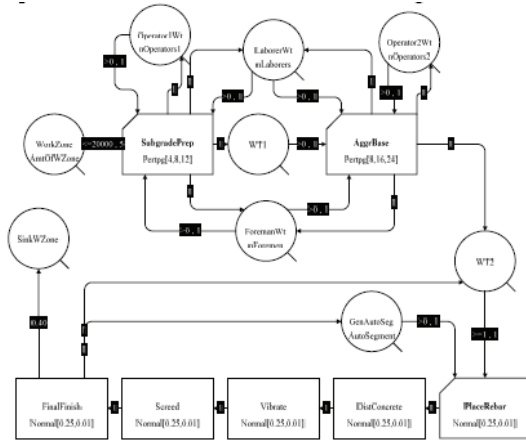 Operator1Wt
nOperators1
lLaborerWt
nLaborers
Operator2Wt
nOperators2
>0 , 1
>0 , 1
>0 , 1
>0 , 1
WorkZone
AmtOfWZone
<=20000 , 5
SubgradePrep
Pertpg[4,8,12]
WT1
>0 , 1
AggrBase
Pertpg[8,16,24]
>0 , 1
>0 , 1
ForemanWt
nForemen
SinkWZone
WT2
GenAutoSeg
AutoSegment
>0 , 1
>=1 , 1
FinalFinish
Normal[0.25,0.01]
Screed
Normal[0.25,0.01]
Vibrate
Normal[0.25,0.01]
DistConcrete
Normal[0.25,0.01]
PlaceRebar
Normal[0.25,0.01]